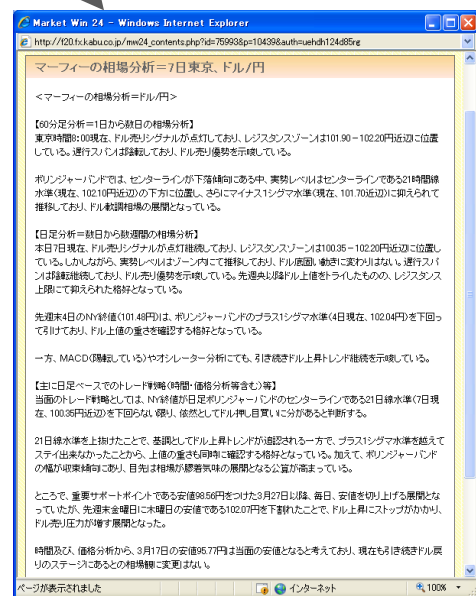 Market Win 24 - Windows Internet Explorer
http://f20.fx.kabu.co.jp/mw24_contents.php?id=75993&p=10439&auth=uehdh124d85rg
マーフィーの相場分析=7日東京、ドル/円
<マーフィーの相場分析=ドル/円>
【60分足分析=1日から数日の相場分析】
東京時間8:00現在、ドル売りシグナルが点灯しており、レジスタンスゾーンは101.90-102.20円近辺に位置
している。遅行スパンは陰転しており、ドル売り優勢を示唆している。
ボリンジャーバンドでは、センターラインが下落傾向にある中、実勢レベルはセンターラインである21時間線
水準(現在、102.10円近辺)の下方に位置し、さらにマイナス1シグマ水準(現在、101.70近辺)に抑えられて
推移しており、ドル軟調相場の展開となっている。
【日足分析=数日から数週間の相場分析】
本日7日現在、ドル売りシグナルが点灯継続しており、レジスタンスゾーンは100.35-102.20円近辺に位置し
ている。しかしながら、実勢レベルはゾーン内にて推移しており、ドル底固い動きに変わりはない。遅行スパ
ンは陰転継続しており、ドル売り優勢を示唆している。先週央以降ドル上値をトライしたものの、レジスタンス
上限にて抑えられた格好となっている。
先週末4日のNY終値(101.48円)は、ボリンジャーバンドのプラス1シグマ水準(4日現在、102.04円)を下回っ
て引けており、ドル上値の重さを確認する格好となっている。
一方、MACD(陽転している)やオシレーター分析にても、引き続きドル上昇トレンド継続を示唆している。
【主に日足ベースでのトレード戦略(時間・価格分析等含む)等】
当面のトレード戦略としては、NY終値が日足ボリンジャーバンドのセンターラインである21日線水準(7日現
在、100.35円近辺)を下回らない限り、依然としてドル押し目買いに分があると判断する。
21日線水準を上抜けたことで、基調としてドル上昇トレンドが追認される一方で、プラス1シグマ水準を越えて
ステイ出来なかったことから、上値の重さも同時に確認する格好となっている。加えて、ボリンジャーバンド
の幅が収束傾向にあり、目先は相場が膠着気味の展開となる公算が高まっている。
ところで、重要サポートポイントである安値98.56円をつけた3月27日以降、毎日、安値を切り上げる展開とな
っていたが、先週末金曜日に木曜日の安値である102.07円を下割れたことで、ドル上昇にストップがかかり、
ドル売り圧力が増す展開となった。
時間及び、価格分析から、3月17日の安値95.77円は当面の安値となると考えており、現在も引き続きドル戻
りのステージにあるとの相場観に変更はない。
ページが表示されました
インターネット
100%